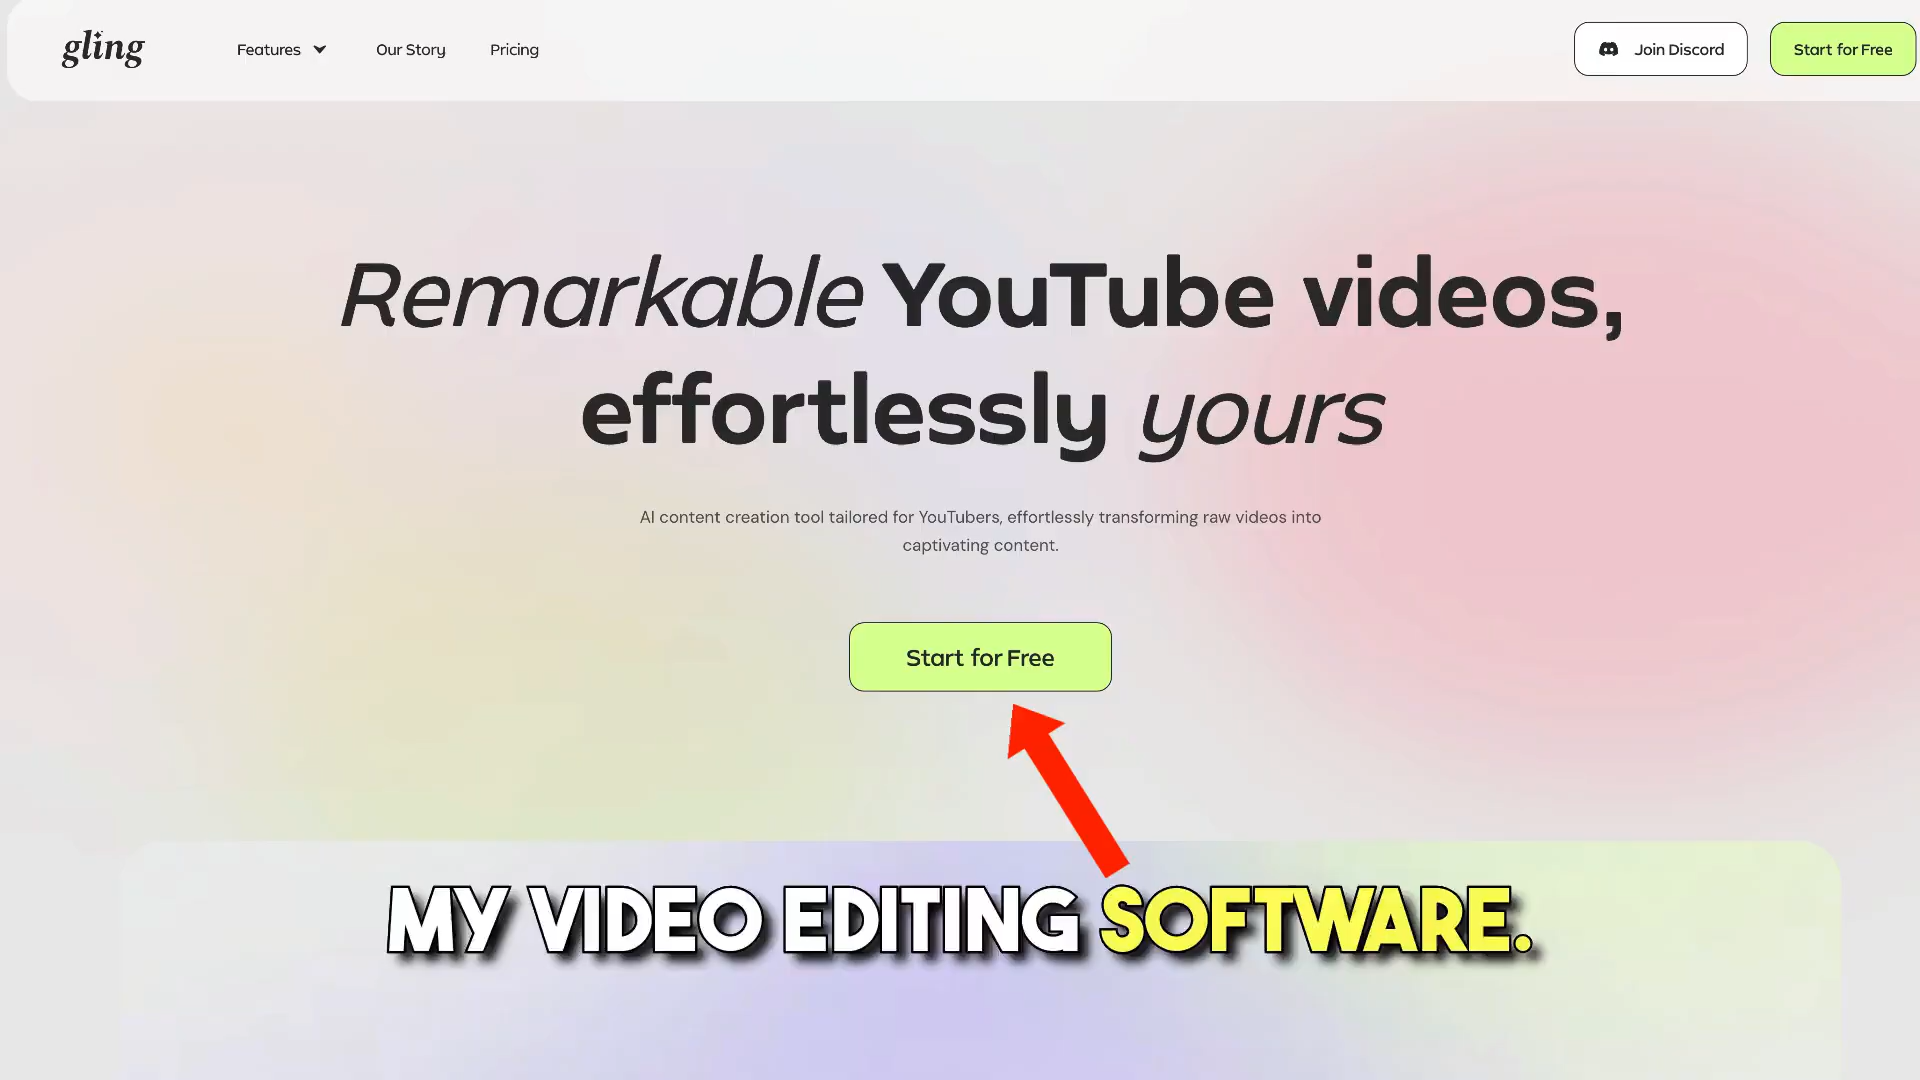 gling
Features
Our Story
Pricing
Join Discord
Start for Free
Remarkable YouTube videos,
effortlessly yours
AI content creation tool tailored for YouTubers, effortlessly transforming raw videos into
captivating content.
Start for Free
MY VIDEO EDITING SOFTWARE.